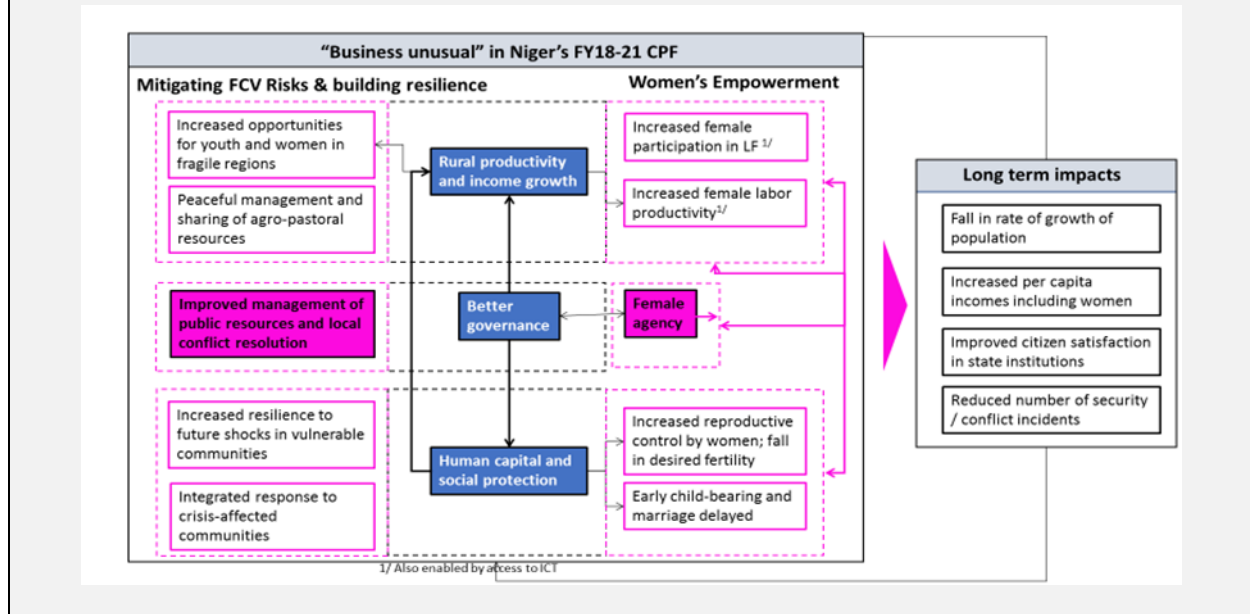 “Business unusual” in Niger’s FY18-21 CPF
Mitigating FCV Risks & building resilience
Women’s Empowerment
Increased opportunities
for youth and women in
fragile regions
Peaceful management and
sharing of agro-pastoral
resources
Rural productivity
and income growth
Increased female
participation in LF 1/
Increased female labor
productivity1/
Improved management of
public resources and local
conflict resolution
Better
governance
Female
agency
Increased resilience to
future shocks in vulnerable
communities
Integrated response to
crisis-affected
communities
Human capital and
social protection
Increased reproductive
control by women; fall
in desired fertility
Early child-bearing and
marriage delayed
1/ Also enabled by access to ICT
Long term impacts
Fall in rate of growth of
population
Increased per capita
incomes including women
Improved citizen satisfaction
in state institutions
Reduced number of security
/ conflict incidents